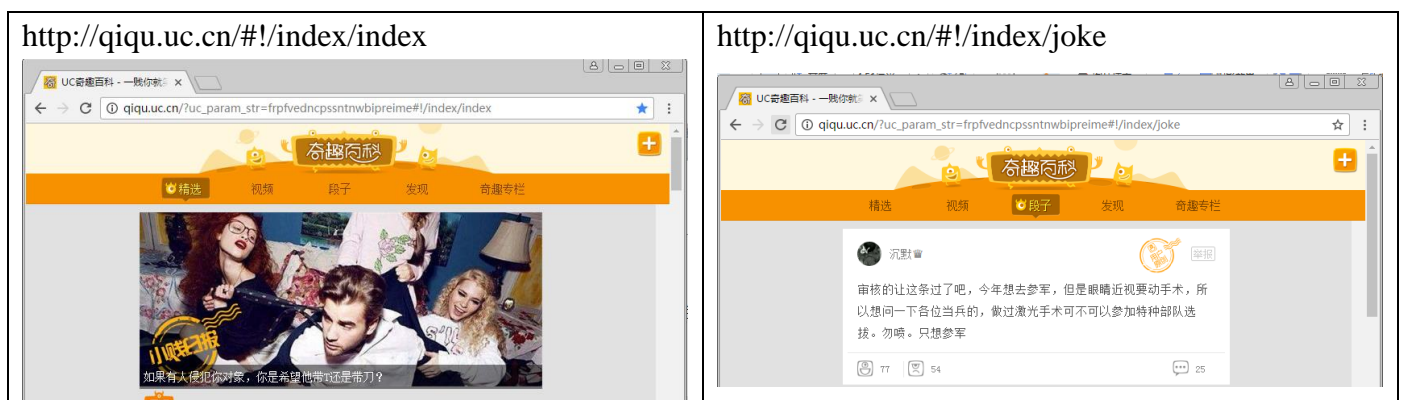 http://qiqu.uc.cn/#!/index/index
UC奇趣百科 - 一贱你就
qiqu.uc.cn/?uc_param_str=frpfvedncpssntnwbipreime#!/index/index
奇趣百科
精选 视频 段子 发现 奇趣专栏
小贱日报
如果有人侵犯你对象，你是希望他带T还是带刀？
http://qiqu.uc.cn/#!/index/joke
UC奇趣百科 - 一贱你就
qiqu.uc.cn/?uc_param_str=frpfvedncpssntnwbipreime#!/index/joke
奇趣百科
精选 视频 段子 发现 奇趣专栏
沉默♛
举报
审核的让这条过了吧，今年想去参军，但是眼睛近视要动手术，所
以想问一下各位当兵的，做过激光手术可不可以参加特种部队选
拔。勿喷。只想参军
77 54 25